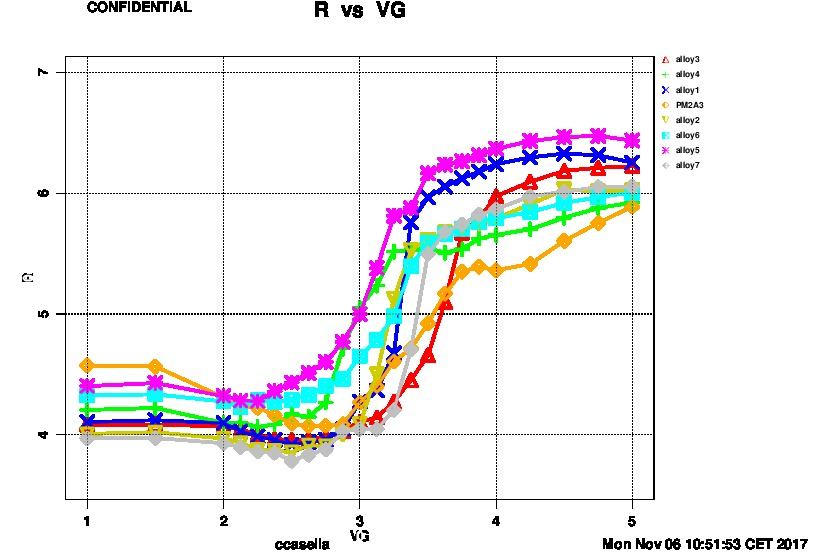 CONFIDENTIAL
R vs VG
7
6
5
4
R
1 2 3 4 5
VG
alloy3
alloy4
alloy1
PM2A3
alloy2
alloy6
alloy5
alloy7
ccasella
Mon Nov 06 10:51:53 CET 2017